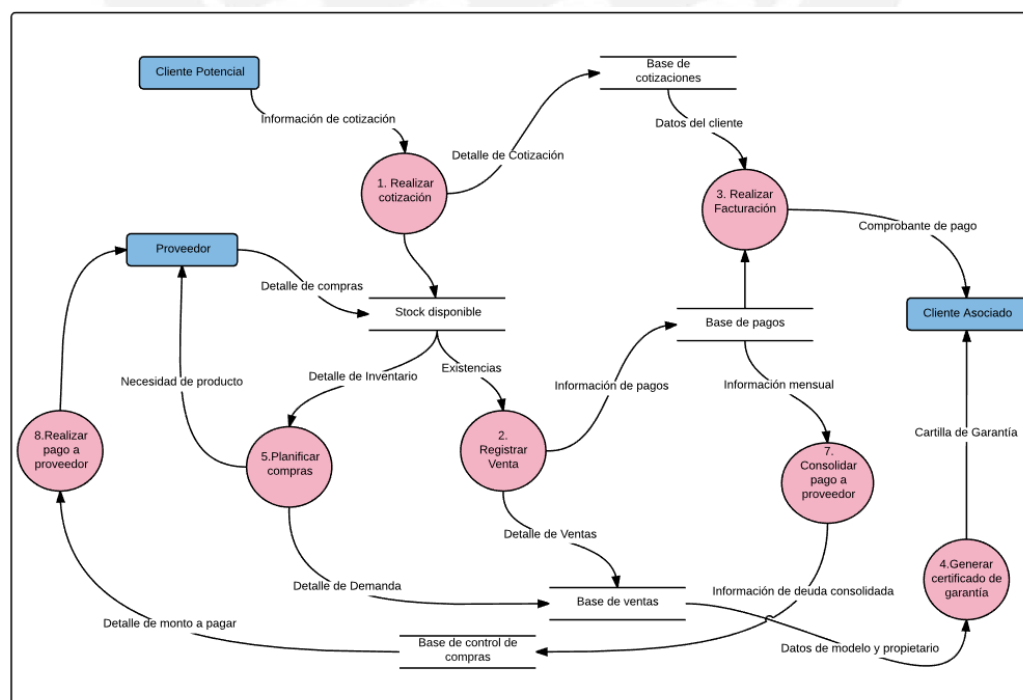 Cliente Potencial
Base de
cotizaciones
Información de cotización
Datos del cliente
Detalle de Cotización
1. Realizar
cotización
3. Realizar
Facturación
Comprobante de pago
Proveedor
Detalle de compras
Stock disponible
Base de pagos
Cliente Asociado
Necesidad de producto
Detalle de Inventario
Existencias
Información de pagos
Información mensual
Cartilla de Garantía
8.Realizar
pago a
proveedor
5.Planificar
compras
2.
Registrar
Venta
7.
Consolidar
pago a
proveedor
Detalle de Ventas
4.Generar
certificado de
garantía
Detalle de Demanda
Base de ventas
Información de deuda consolidada
Detalle de monto a pagar
Base de control de
compras
Datos de modelo y propietario